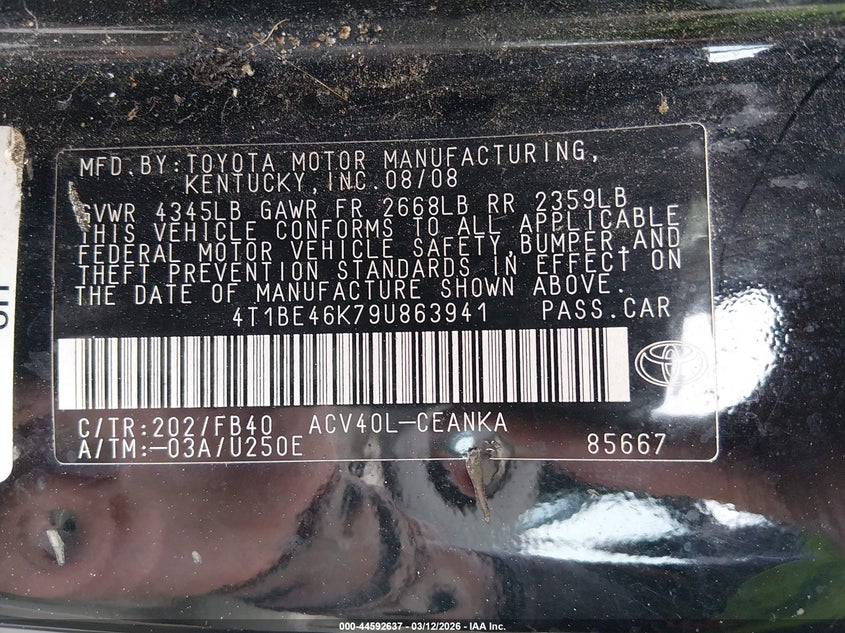 MFD.BY:TOYOTA MOTOR MANUFACTURING,
KENTUCKY,INC.08/08
GVWR 4345LB GAWR FR 2668LB RR 2359LB
THIS VEHICLE CONFORMS TO ALL APPLICABLE
FEDERAL MOTOR VEHICLE SAFETY,BUMPER,AND
THEFT PREVENTION STANDARDS IN EFFECT ON
THE DATE OF MANUFACTURE SHOWN ABOVE.
4T1BE46K79U863941 PASS.CAR
C/TR:202/FB40 ACV40L-CEANKA
A/TM:-03A/U250E 85667
000-44592637 - 03/12/2026 - IAA Inc.